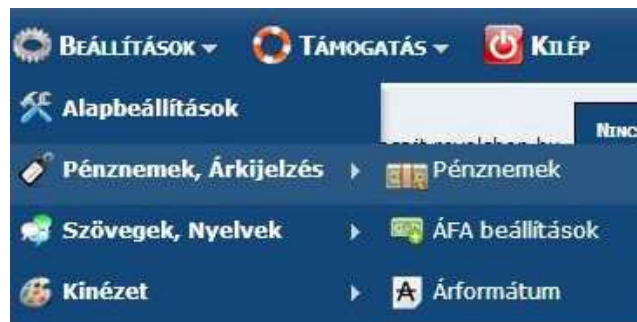 Beállítások Támogatás Kilép
Alapbeállítások
Pénznemek, Árkijelzés
Pénznemek
Szövegek, Nyelvek
ÁFA beállítások
Kinézet
Árformátum